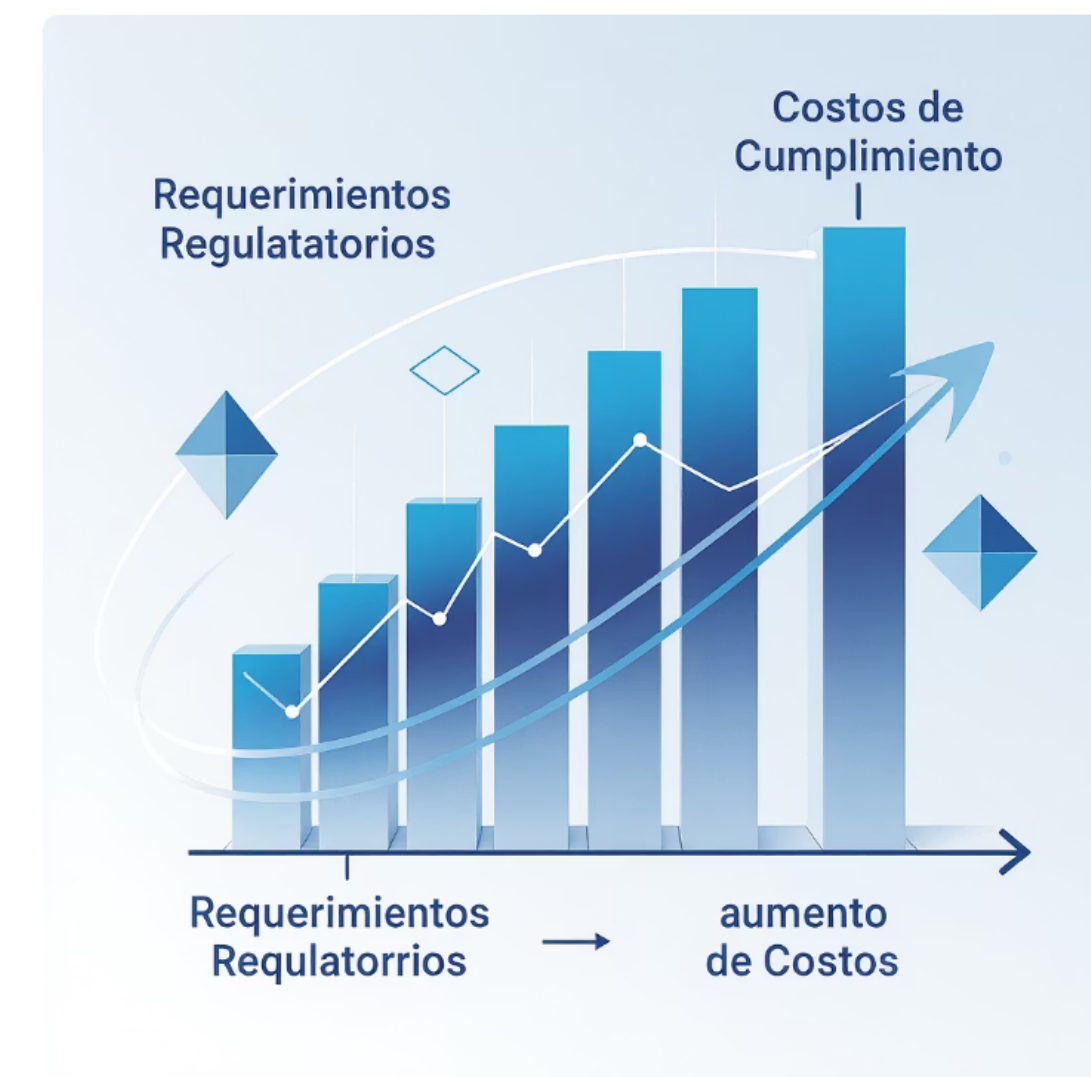 Costos de
Cumplimiento
Requerimientos
Regulatatorios
Requerimientos
Requlatorrios
aumento
de Costos